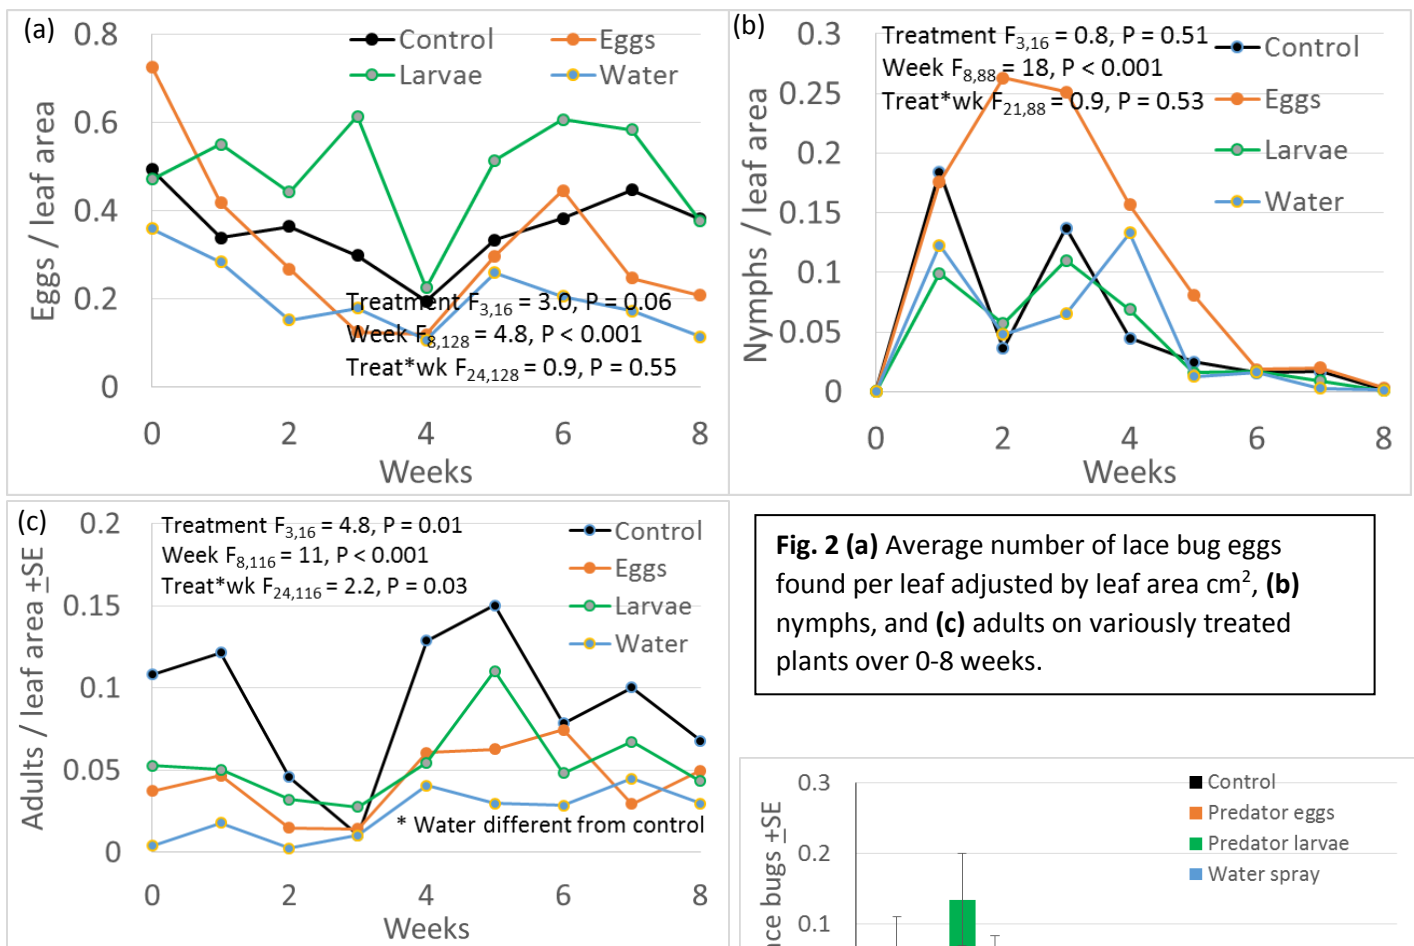 (a)
0.8
0.6
0.4
0.2
0
Eggs / leaf area
Control
Eggs
Larvae
Water
Treatment F3,16 = 3.0, P = 0.06
Week F8,128 = 4.8, P < 0.001
Treat*wk F24,128 = 0.9, P = 0.55
0 2 4 6 8
Weeks
(b)
0.3
0.25
0.2
0.15
0.1
0.05
0
Nymphs / leaf area
Treatment F3,16 = 0.8, P = 0.51
Week F8,88 = 18, P < 0.001
Treat*wk F21,88 = 0.9, P = 0.53
Control
Eggs
Larvae
Water
0 2 4 6 8
Weeks
(c)
0.2
0.15
0.1
0.05
0
Adults / leaf area ±SE
Treatment F3,16 = 4.8, P = 0.01
Week F8,116 = 11, P < 0.001
Treat*wk F24,116 = 2.2, P = 0.03
Control
Eggs
Larvae
Water
* Water different from control
0 2 4 6 8
Weeks
Fig. 2 (a) Average number of lace bug eggs
found per leaf adjusted by leaf area cm², (b)
nymphs, and (c) adults on variously treated
plants over 0-8 weeks.
0.3
0.2
0.1
bugs ±SE
Control
Predator eggs
Predator larvae
Water spray